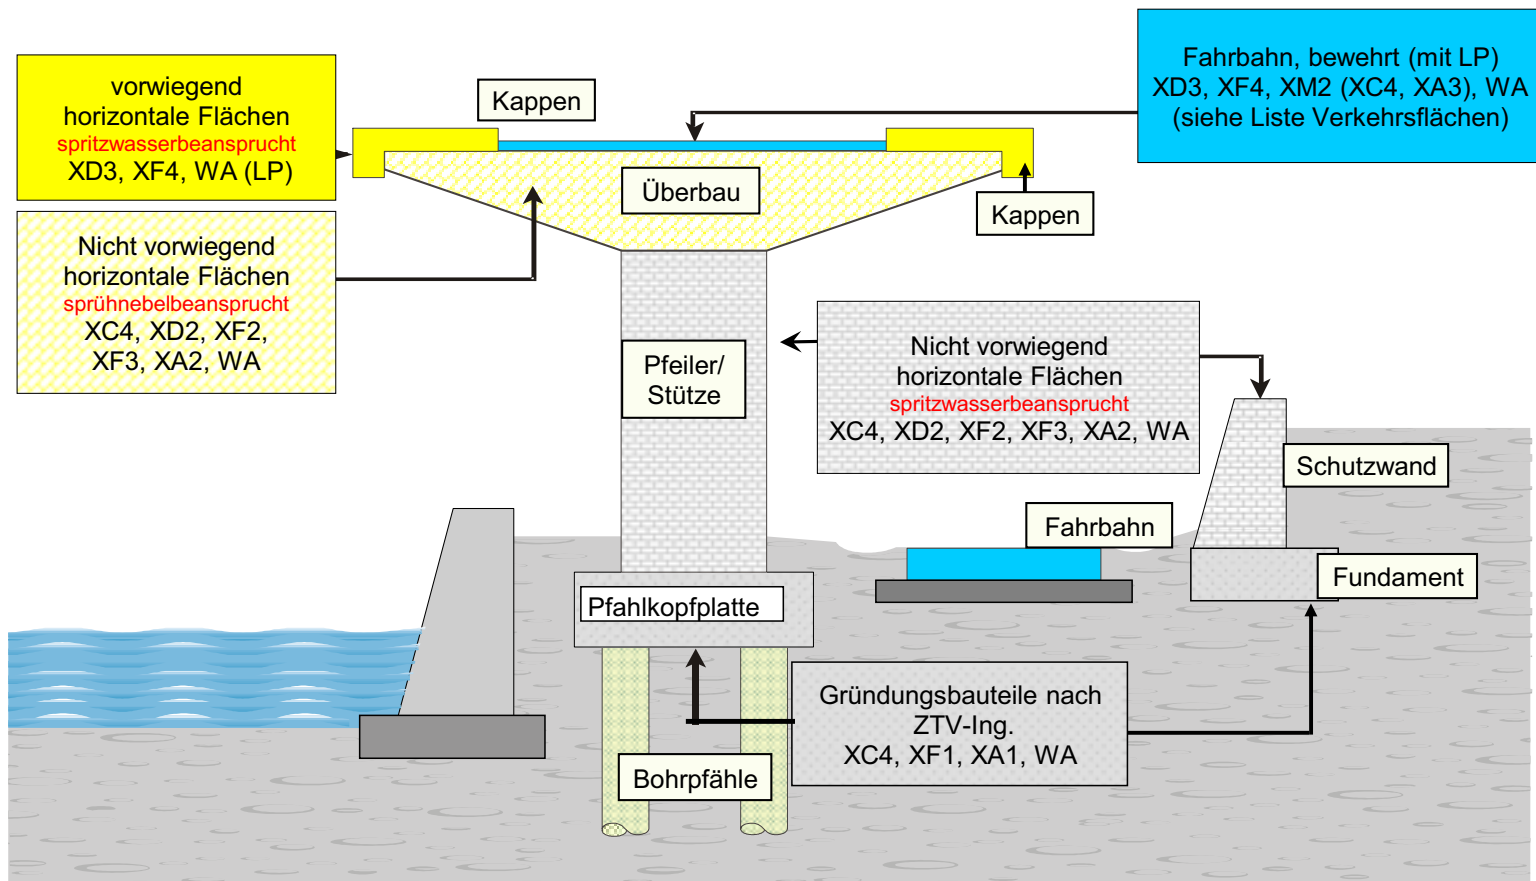 vorwiegend
horizontale Flächen
spritzwasserbeansprucht
XD3, XF4, WA (LP)
Kappen
Fahrbahn, bewehrt (mit LP)
XD3, XF4, XM2 (XC4, XA3), WA
(siehe Liste Verkehrsflächen)
Überbau
Kappen
Nicht vorwiegend
horizontale Flächen
sprühnebelbeansprucht
XC4, XD2, XF2,
XF3, XA2, WA
Pfeiler/
Stütze
Nicht vorwiegend
horizontale Flächen
spritzwasserbeansprucht
XC4, XD2, XF2, XF3, XA2, WA
Schutzwand
Fahrbahn
Fundament
Pfahlkopfplatte
Gründungsbauteile nach
ZTV-Ing.
XC4, XF1, XA1, WA
Bohrpfähle